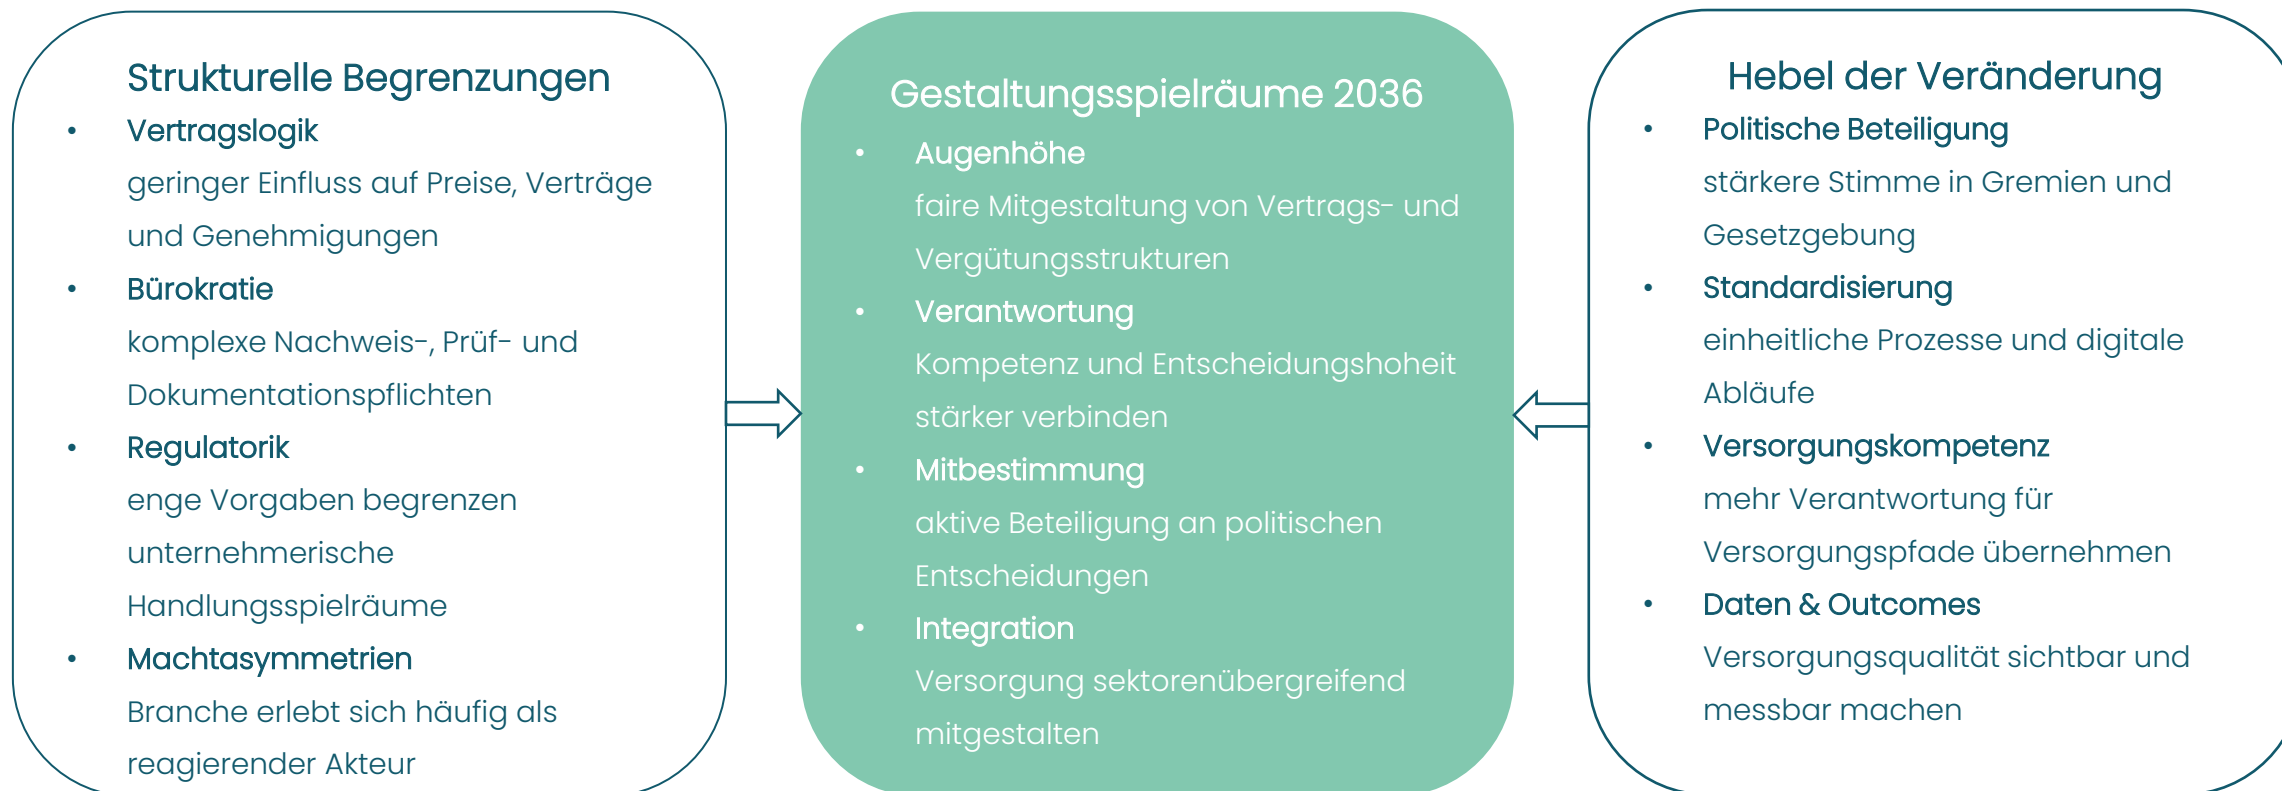 Strukturelle Begrenzungen
• Vertragslogik
geringer Einfluss auf Preise, Verträge
und Genehmigungen
• Bürokratie
komplexe Nachweis-, Prüf- und
Dokumentationspflichten
• Regulatorik
enge Vorgaben begrenzen
unternehmerische
Handlungsspielräume
• Machtasymmetrien
Branche erlebt sich häufig als
reagierender Akteur
Gestaltungsspielräume 2036
• Augenhöhe
faire Mitgestaltung von Vertrags- und
Vergütungsstrukturen
• Verantwortung
Kompetenz und Entscheidungshoheit
stärker verbinden
• Mitbestimmung
aktive Beteiligung an politischen
Entscheidungen
• Integration
Versorgung sektorenübergreifend
mitgestalten
Hebel der Veränderung
• Politische Beteiligung
stärkere Stimme in Gremien und
Gesetzgebung
• Standardisierung
einheitliche Prozesse und digitale
Abläufe
• Versorgungskompetenz
mehr Verantwortung für
Versorgungspfade übernehmen
• Daten & Outcomes
Versorgungsqualität sichtbar und
messbar machen